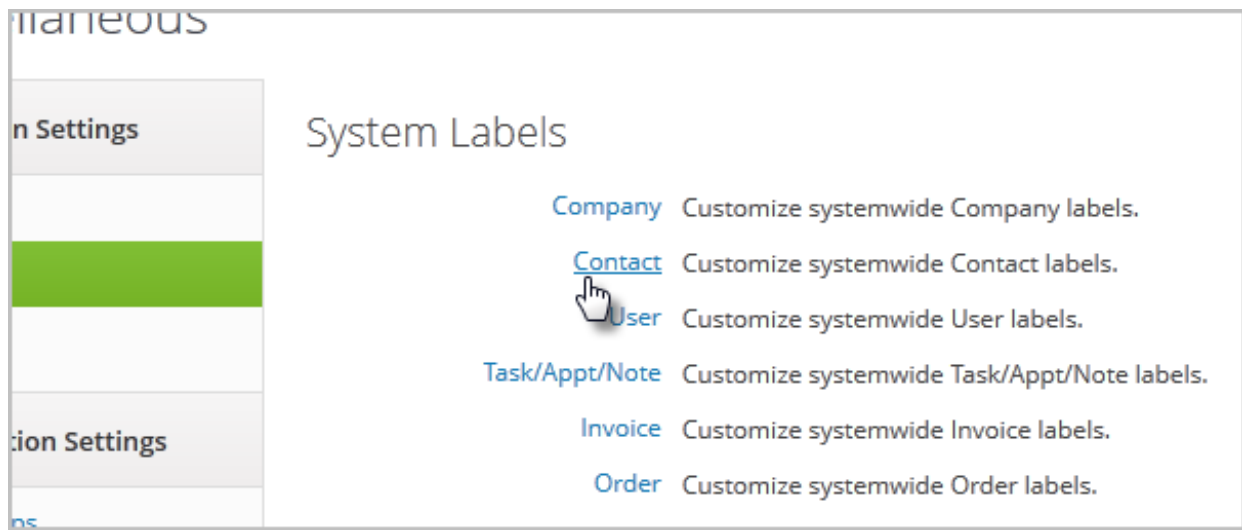 ellaneous
n Settings
System Labels
Company Customize systemwide Company labels.
Contact Customize systemwide Contact labels.
User Customize systemwide User labels.
Task/Appt/Note Customize systemwide Task/Appt/Note labels.
tion Settings
Invoice Customize systemwide Invoice labels.
Order Customize systemwide Order labels.
ns